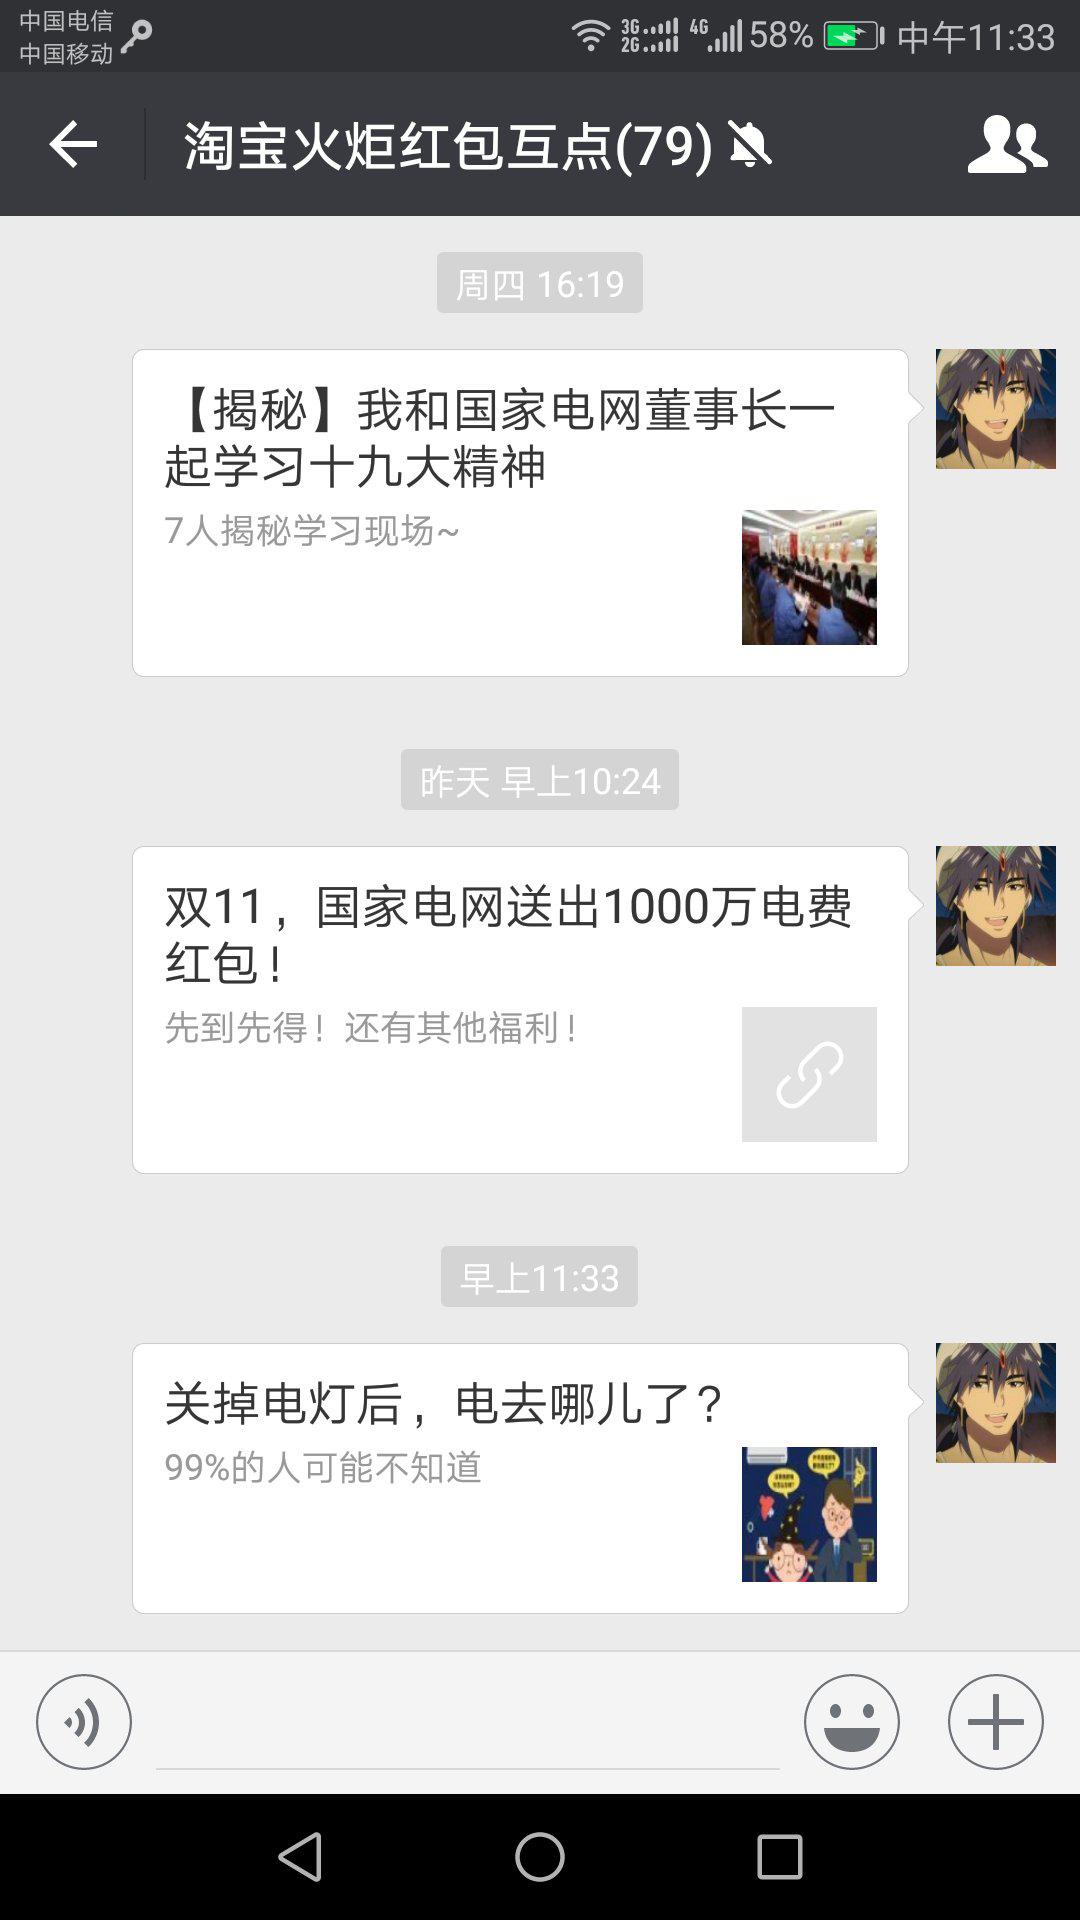 中国电信
中国移动
3G
2G
4G
58%
中午11:33
淘宝火炬红包互点(79)
周四 16:19
【揭秘】我和国家电网董事长一
起学习十九大精神
7人揭秘学习现场~
昨天 早上10:24
双11，国家电网送出1000万电费
红包！
先到先得！还有其他福利！
早上11:33
关掉电灯后，电去哪儿了？
99%的人可能不知道